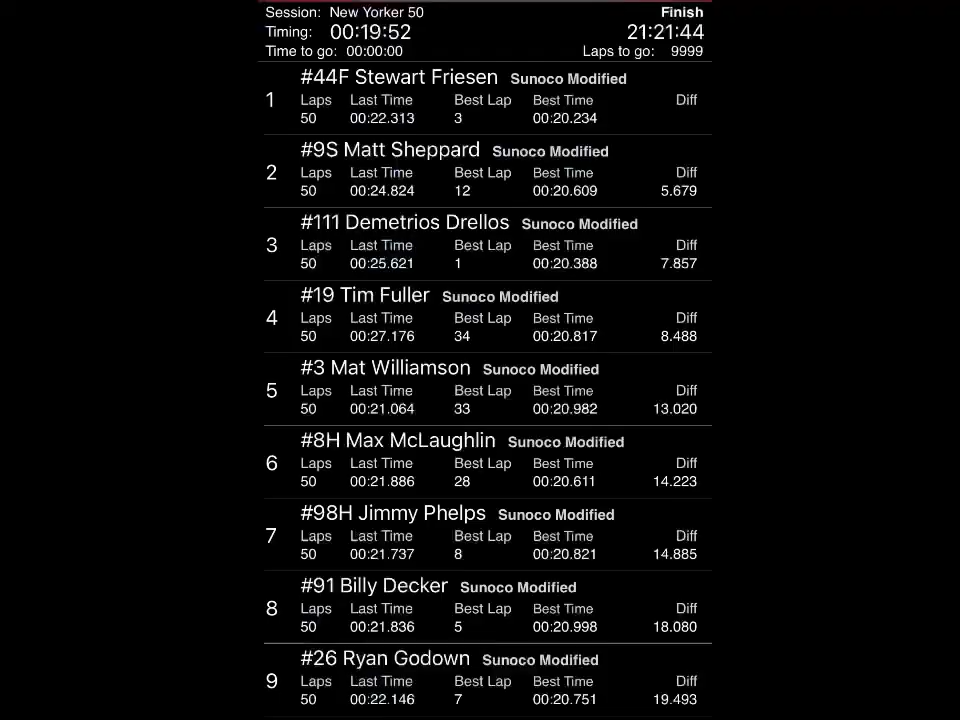 Session: New Yorker 50 Finish
Timing: 00:19:52 21:21:44
Time to go: 00:00:00 Laps to go: 9999
#44F Stewart Friesen Sunoco Modified
1 Laps Last Time Best Lap Best Time Diff
50 00:22.313 3 00:20.234
#9S Matt Sheppard Sunoco Modified
2 Laps Last Time Best Lap Best Time Diff
50 00:24.824 12 00:20.609 5.679
#111 Demetrios Drellos Sunoco Modified
3 Laps Last Time Best Lap Best Time Diff
50 00:25.621 1 00:20.388 7.857
#19 Tim Fuller Sunoco Modified
4 Laps Last Time Best Lap Best Time Diff
50 00:27.176 34 00:20.817 8.488
#3 Mat Williamson Sunoco Modified
5 Laps Last Time Best Lap Best Time Diff
50 00:21.064 33 00:20.982 13.020
#8H Max McLaughlin Sunoco Modified
6 Laps Last Time Best Lap Best Time Diff
50 00:21.886 28 00:20.611 14.223
#98H Jimmy Phelps Sunoco Modified
7 Laps Last Time Best Lap Best Time Diff
50 00:21.737 8 00:20.821 14.885
#91 Billy Decker Sunoco Modified
8 Laps Last Time Best Lap Best Time Diff
50 00:21.836 5 00:20.998 18.080
#26 Ryan Godown Sunoco Modified
9 Laps Last Time Best Lap Best Time Diff
50 00:22.146 7 00:20.751 19.493